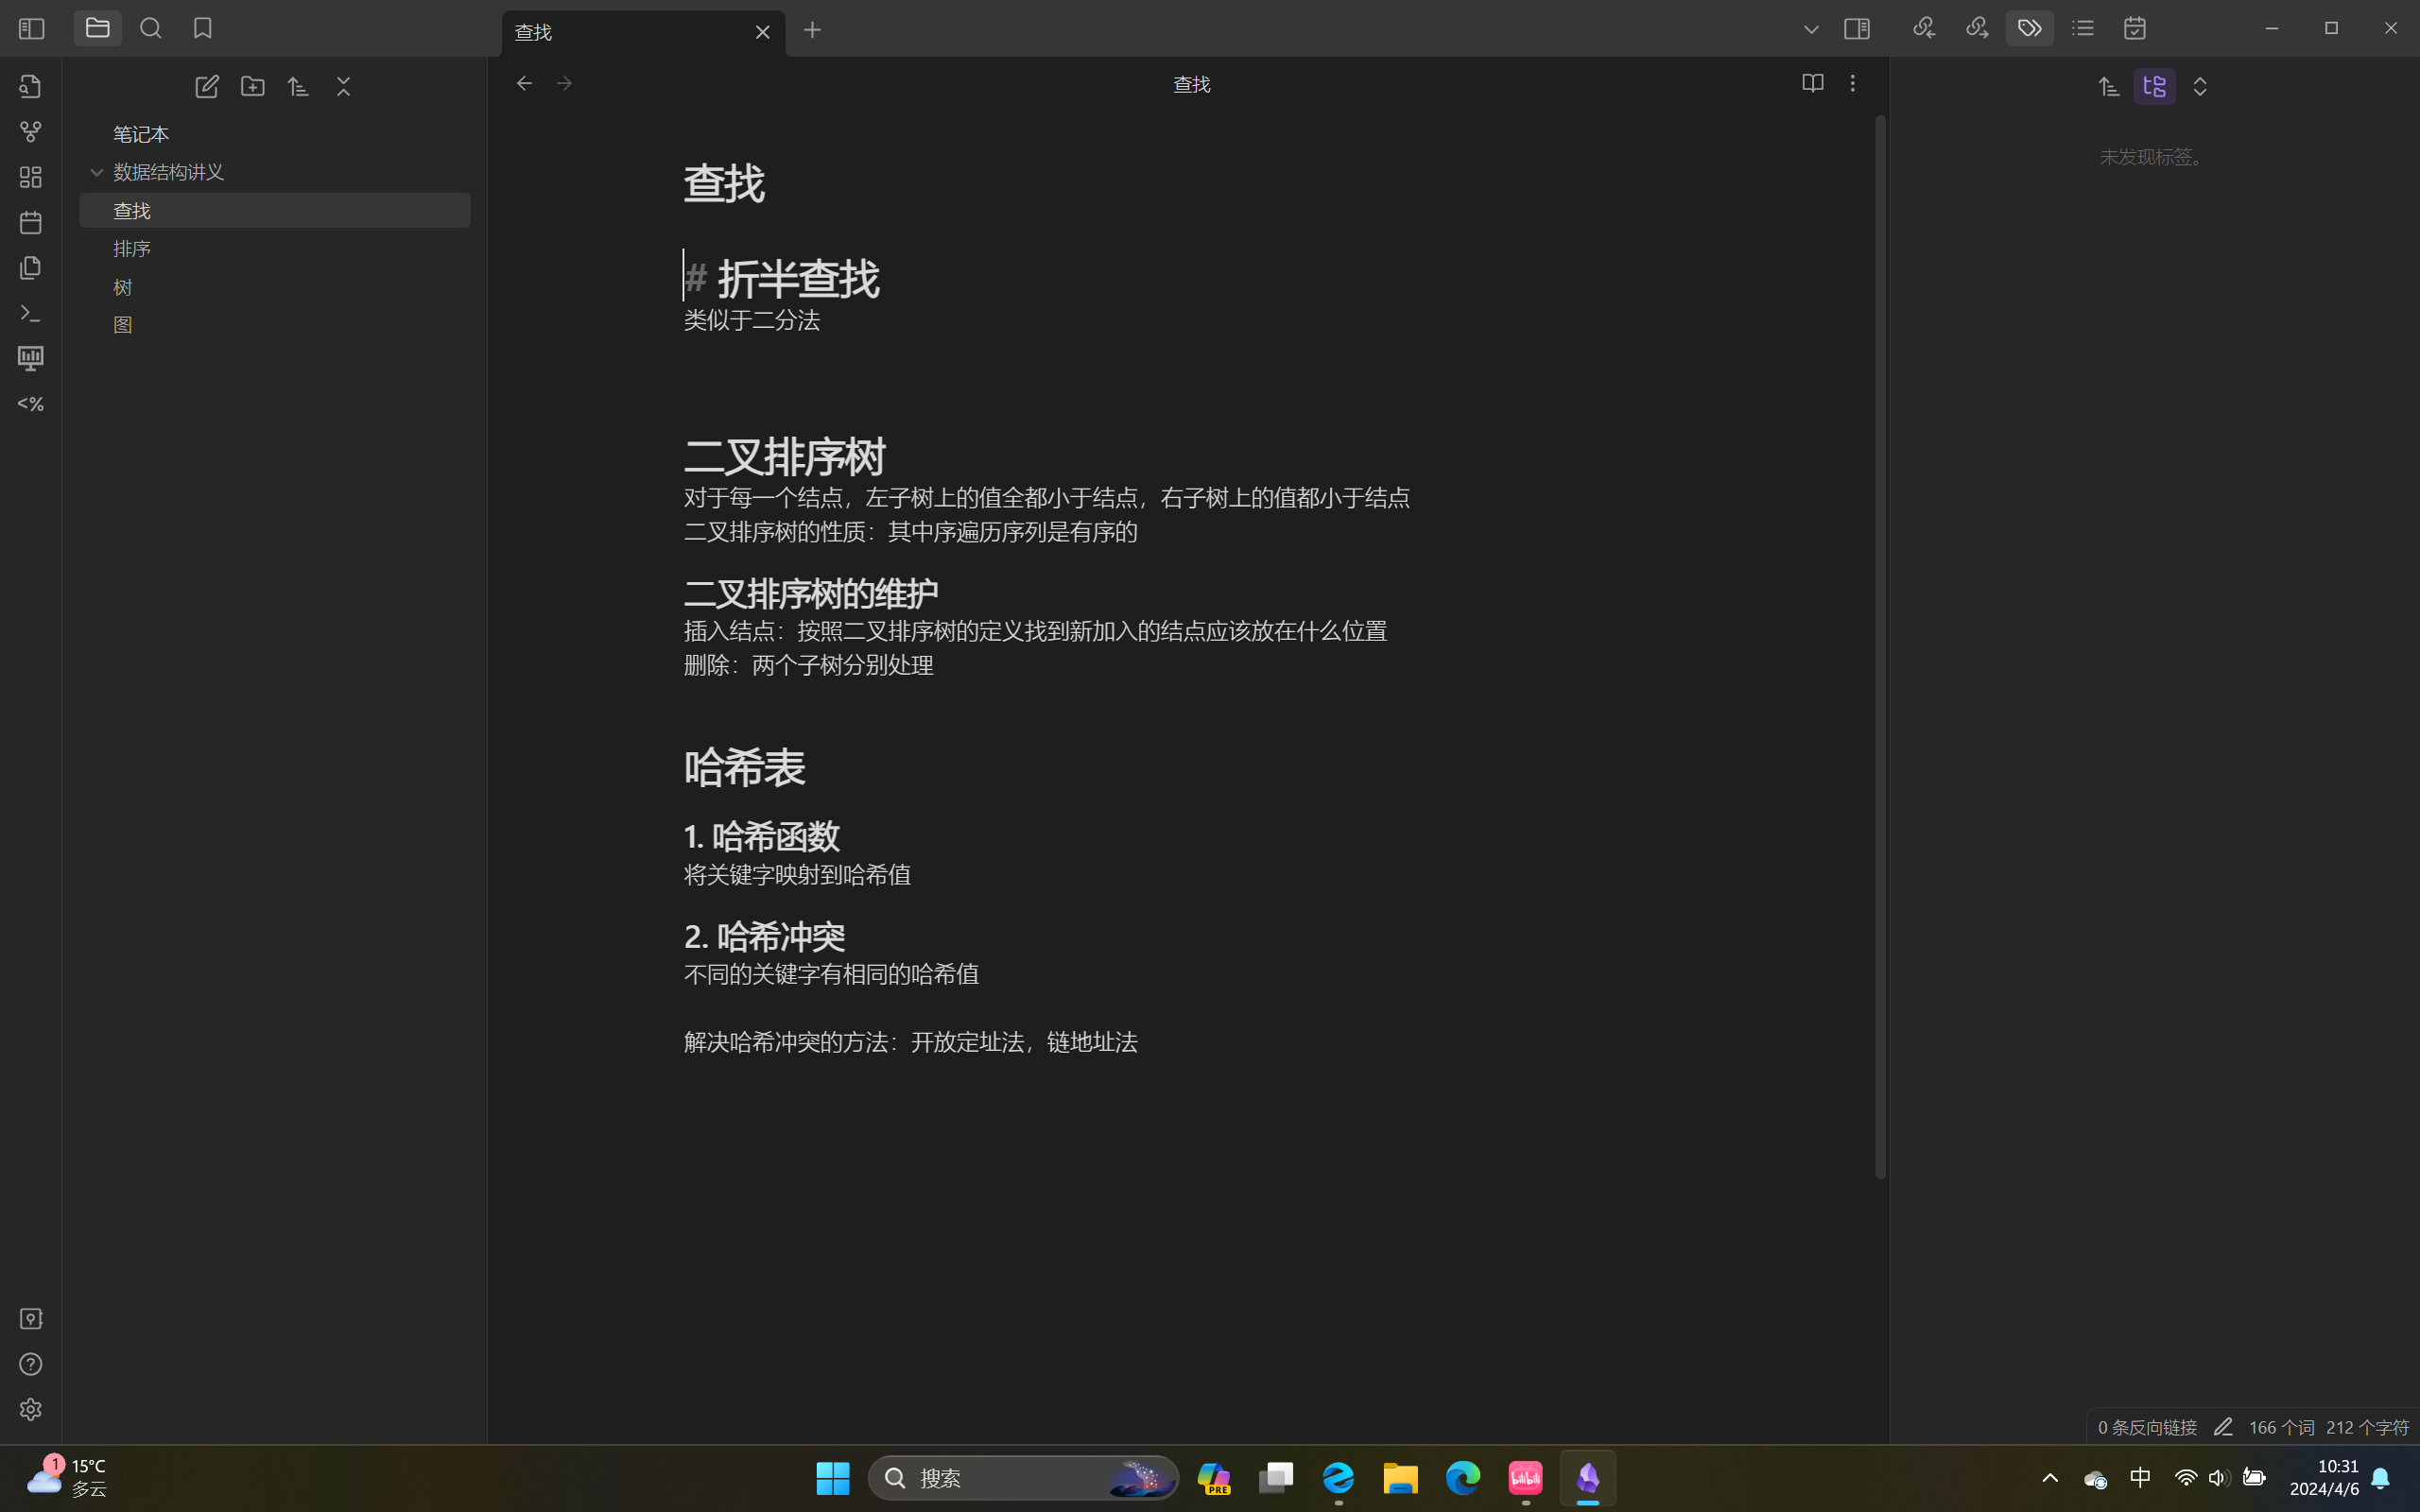 查找
查找
笔记本
数据结构讲义
查找
排序
树
图
未发现标签。
查找
# 折半查找
类似于二分法
二叉排序树
对于每一个结点，左子树上的值全都小于结点，右子树上的值都小于结点
二叉排序树的性质：其中序遍历序列是有序的
二叉排序树的维护
插入结点：按照二叉排序树的定义找到新加入的结点应该放在什么位置
删除：两个子树分别处理
哈希表
1. 哈希函数
将关键字映射到哈希值
2. 哈希冲突
不同的关键字有相同的哈希值
解决哈希冲突的方法：开放定址法，链地址法
0 条反向链接 166 个词 212 个字符
1
15°C
多云
搜索
PRE
bilibili
中
10:31
2024/4/6